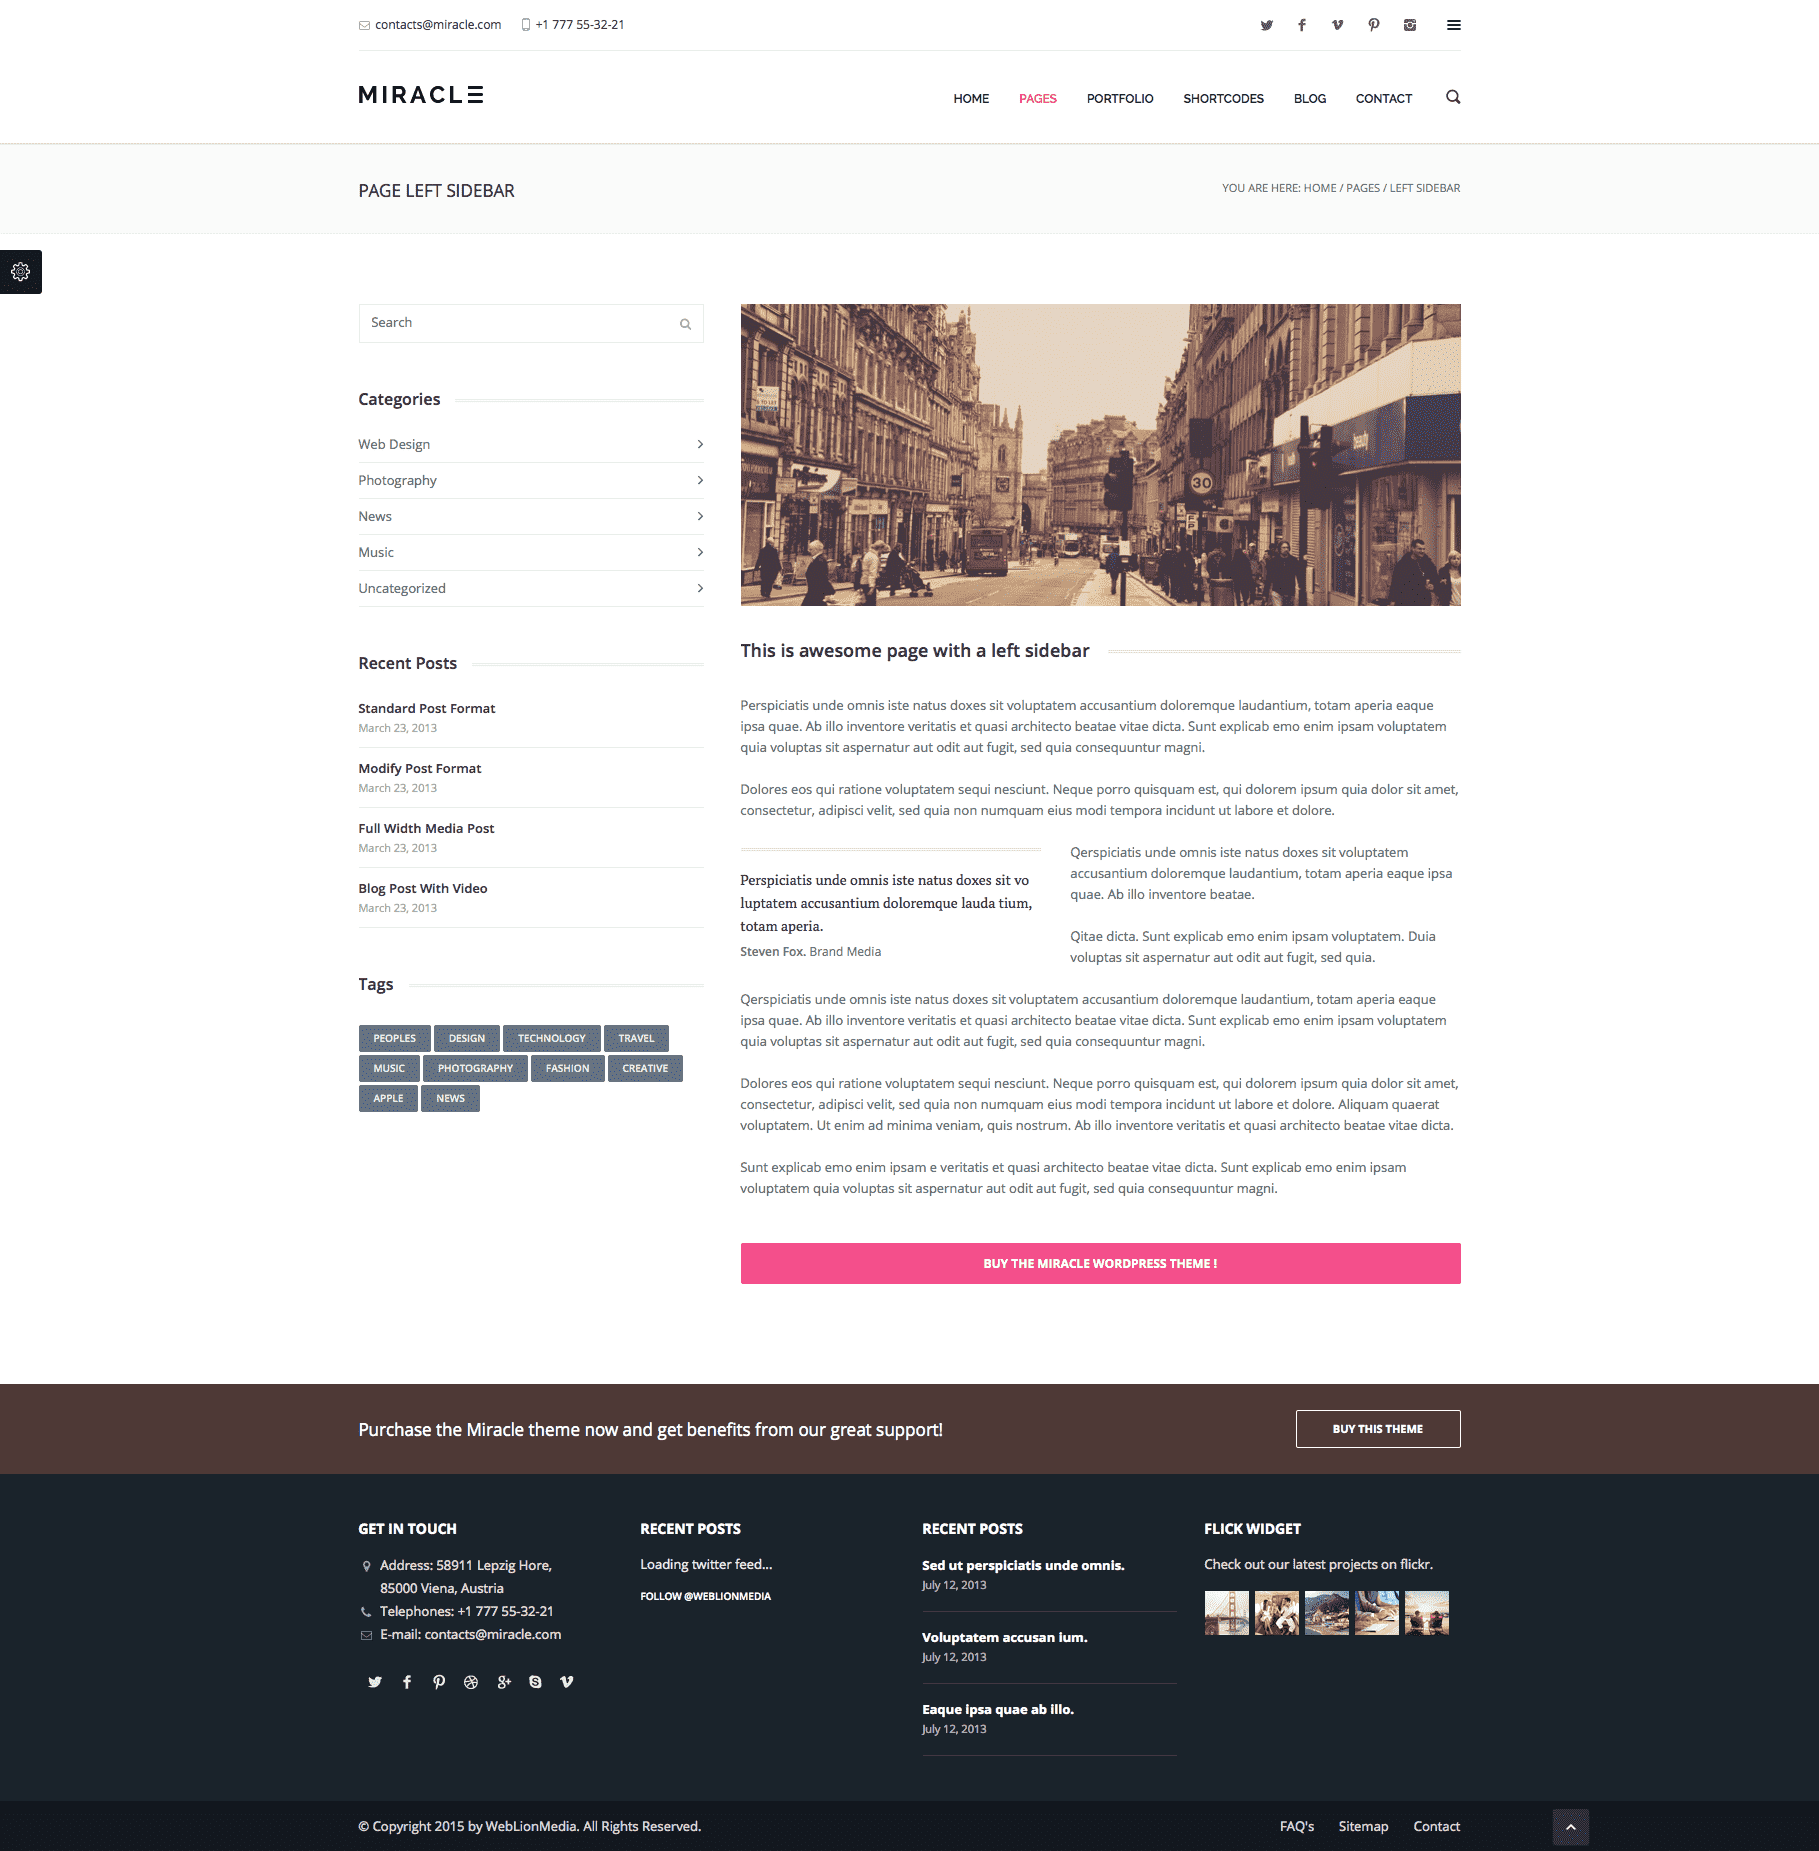 contacts@miracle.com +1 777 55-32-21
MIRACLE
HOME PAGES PORTFOLIO SHORTCODES BLOG CONTACT
PAGE LEFT SIDEBAR
YOU ARE HERE: HOME / PAGES / LEFT SIDEBAR
Search
Categories
Web Design
Photography
News
Music
Uncategorized
Recent Posts
Standard Post Format
March 23, 2013
Modify Post Format
March 23, 2013
Full Width Media Post
March 23, 2013
Blog Post With Video
March 23, 2013
Tags
PEOPLES DESIGN TECHNOLOGY TRAVEL
MUSIC PHOTOGRAPHY FASHION CREATIVE
APPLE NEWS
beauty
30
This is awesome page with a left sidebar
Perspiciatis unde omnis iste natus doxes sit voluptatem accusantium doloremque laudantium, totam aperia eaque
ipsa quae. Ab illo inventore veritatis et quasi architecto beatae vitae dicta. Sunt explicab emo enim ipsam voluptatem
quia voluptas sit aspernatur aut odit aut fugit, sed quia consequuntur magni.
Dolores eos qui ratione voluptatem sequi nesciunt. Neque porro quisquam est, qui dolorem ipsum quia dolor sit amet,
consectetur, adipisci velit, sed quia non numquam eius modi tempora incidunt ut labore et dolore.
Perspiciatis unde omnis iste natus doxes sit vo
luptatem accusantium doloremque lauda tium,
totam aperia.
Steven Fox. Brand Media
Qerspiciatis unde omnis iste natus doxes sit voluptatem
accusantium doloremque laudantium, totam aperia eaque ipsa
quae. Ab illo inventore beatae.
Qitae dicta. Sunt explicab emo enim ipsam voluptatem. Duia
voluptas sit aspernatur aut odit aut fugit, sed quia.
Qerspiciatis unde omnis iste natus doxes sit voluptatem accusantium doloremque laudantium, totam aperia eaque
ipsa quae. Ab illo inventore veritatis et quasi architecto beatae vitae dicta. Sunt explicab emo enim ipsam voluptatem
quia voluptas sit aspernatur aut odit aut fugit, sed quia consequuntur magni.
Dolores eos qui ratione voluptatem sequi nesciunt. Neque porro quisquam est, qui dolorem ipsum quia dolor sit amet,
consectetur, adipisci velit, sed quia non numquam eius modi tempora incidunt ut labore et dolore. Aliquam quaerat
voluptatem. Ut enim ad minima veniam, quis nostrum. Ab illo inventore veritatis et quasi architecto beatae vitae dicta.
Sunt explicab emo enim ipsam e veritatis et quasi architecto beatae vitae dicta. Sunt explicab emo enim ipsam
voluptatem quia voluptas sit aspernatur aut odit aut fugit, sed quia consequuntur magni.
BUY THE MIRACLE WORDPRESS THEME !
Purchase the Miracle theme now and get benefits from our great support!
BUY THIS THEME
GET IN TOUCH
Address: 58911 Lepzig Hore,
85000 Viena, Austria
Telephones: +1 777 55-32-21
E-mail: contacts@miracle.com
RECENT POSTS
Loading twitter feed...
FOLLOW @WEBLIONMEDIA
RECENT POSTS
Sed ut perspiciatis unde omnis.
July 12, 2013
Voluptatem accusan ium.
July 12, 2013
Eaque ipsa quae ab illo.
July 12, 2013
FLICK WIDGET
Check out our latest projects on flickr.
© Copyright 2015 by WebLionMedia. All Rights Reserved.
FAQ's Sitemap Contact